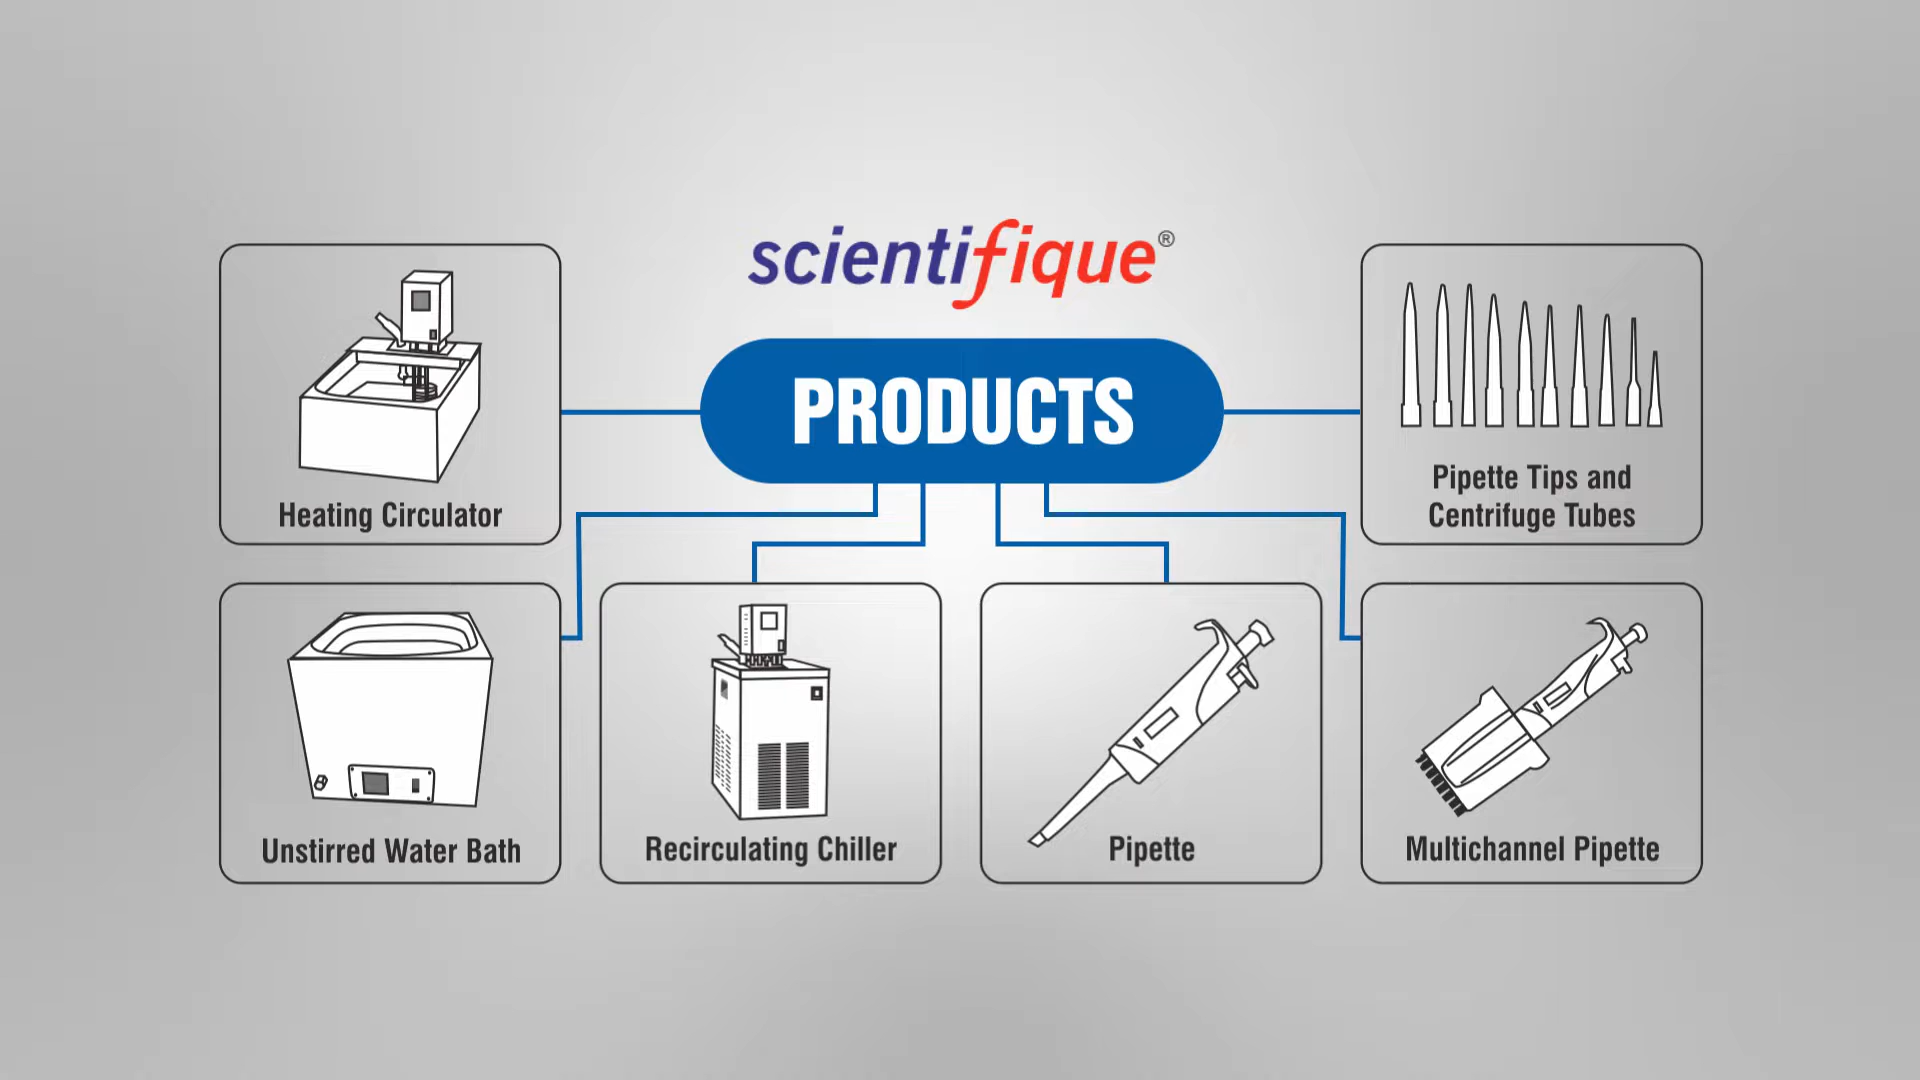 scientifique®
PRODUCTS
Heating Circulator
Pipette Tips and
Centrifuge Tubes
Unstirred Water Bath
Recirculating Chiller
Pipette
Multichannel Pipette